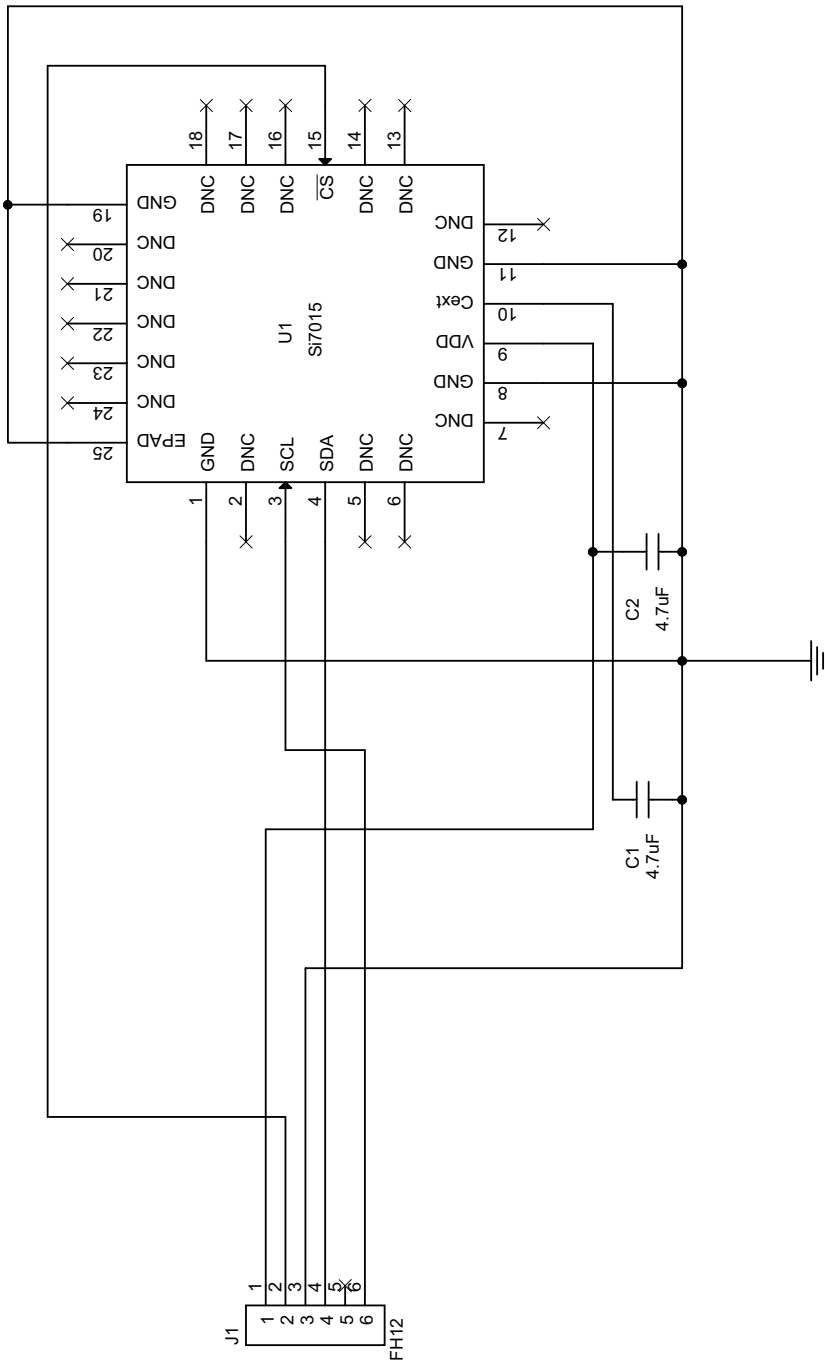 18
17
16
15
14
13
DNC
DNC
DNC
CS
DNC
DNC
19
GND
20
DNC
21
DNC
22
DNC
23
DNC
24
DNC
25
EPAD
DNC
12
GND
11
Cext
10
VDD
9
GND
8
DNC
7
U1
Si7015
GND
DNC
SCL
SDA
DNC
DNC
1
2
3
4
5
6
C2
4.7uF
C1
4.7uF
J1
1
2
3
4
5
6
1
2
3
4
5
6
FH12